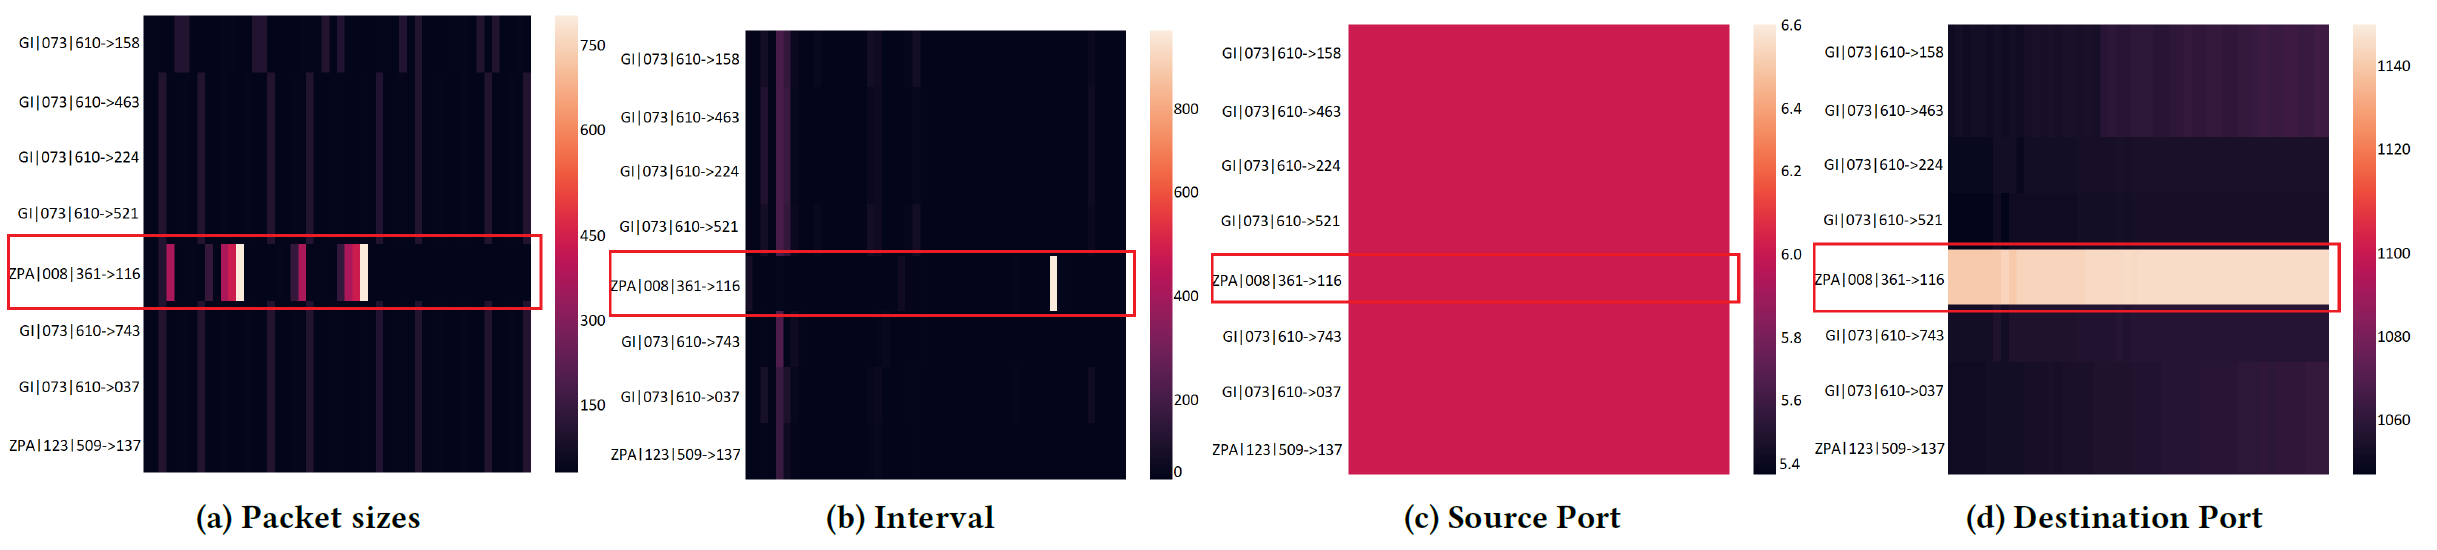 GI|073|610->158
GI|073|610->463
GI|073|610->224
GI|073|610->521
ZPA|008|361->116
GI|073|610->743
GI|073|610->037
ZPA|123|509->137
750
600
450
300
150
(a) Packet sizes
GI|073|610->158
GI|073|610->463
GI|073|610->224
GI|073|610->521
ZPA|008|361->116
GI|073|610->743
GI|073|610->037
ZPA|123|509->137
800
600
400
200
0
(b) Interval
GI|073|610->158
GI|073|610->463
GI|073|610->224
GI|073|610->521
ZPA|008|361->116
GI|073|610->743
GI|073|610->037
ZPA|123|509->137
6.6
6.4
6.2
6.0
5.8
5.6
5.4
(c) Source Port
GI|073|610->158
GI|073|610->463
GI|073|610->224
GI|073|610->521
ZPA|008|361->116
GI|073|610->743
GI|073|610->037
ZPA|123|509->137
1140
1120
1100
1080
1060
(d) Destination Port